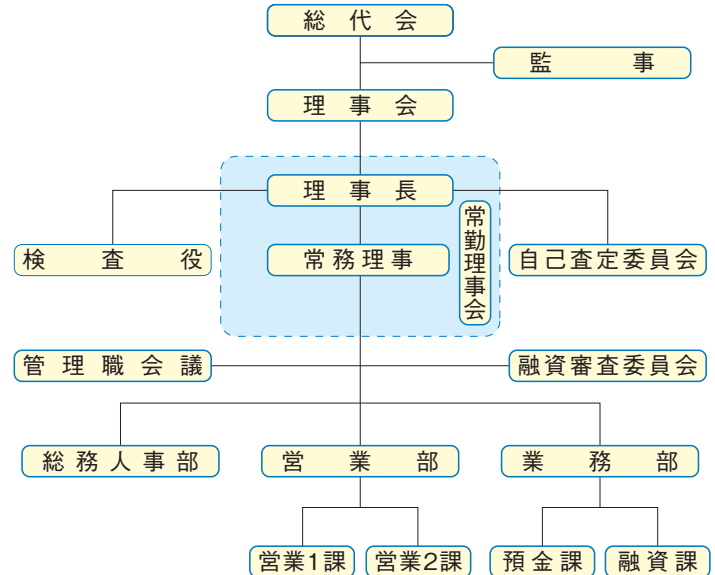 総代会
監事
理事会
理事長
常勤理事会
検査役
常務理事
自己査定委員会
管理職会議
融資審査委員会
総務人事部
営業部
業務部
営業1課
営業2課
預金課
融資課